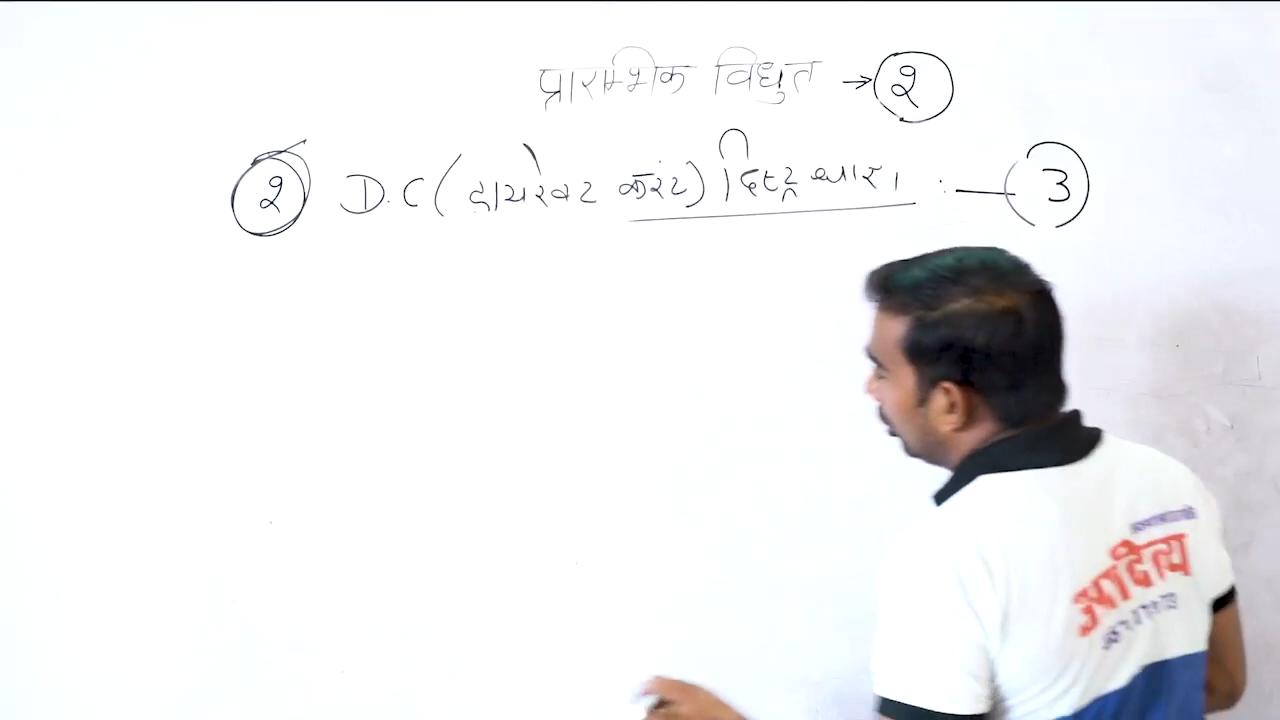 प्रारम्भिक विधुत → २
२ D.C ( डायरेक्ट करंट ) दिष्ट धारा :— 3
आदित्य